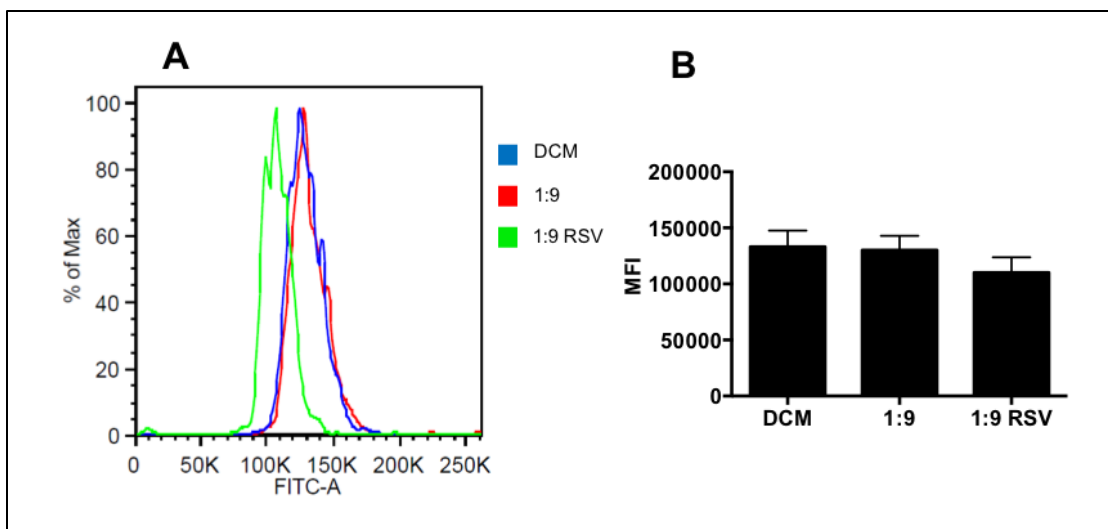 A
100
80
60
40
20
0
% of Max
0 50K 100K 150K 200K 250K
FITC-A
DCM
1:9
1:9 RSV
B
200000
150000
100000
50000
0
MFI
DCM 1:9 1:9 RSV